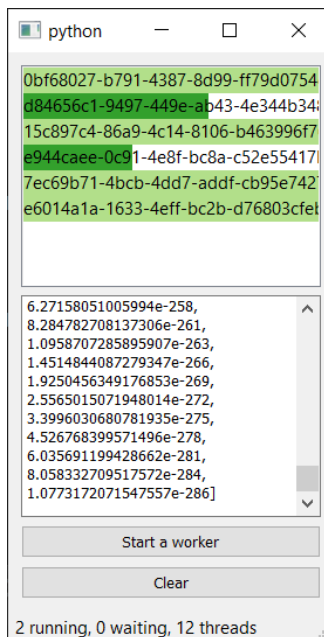 python
0bf68027-b791-4387-8d99-ff79d0754
d84656c1-9497-449e-ab43-4e344b348
15c897c4-86a9-4c14-8106-b463996f7
e944caee-0c91-4e8f-bc8a-c52e55417
7ec69b71-4bcb-4dd7-addf-cb95e742
e6014a1a-1633-4eff-bc2b-d76803cfe
6.27158051005994e-258,
8.284782708137306e-261,
1.0958707285895907e-263,
1.4514844087279347e-266,
1.9250456349176853e-269,
2.5565015071948014e-272,
3.3996030680781935e-275,
4.526768399571496e-278,
6.035691199428662e-281,
8.058332709517572e-284,
1.0773172071547557e-286]
Start a worker
Clear
2 running, 0 waiting, 12 threads